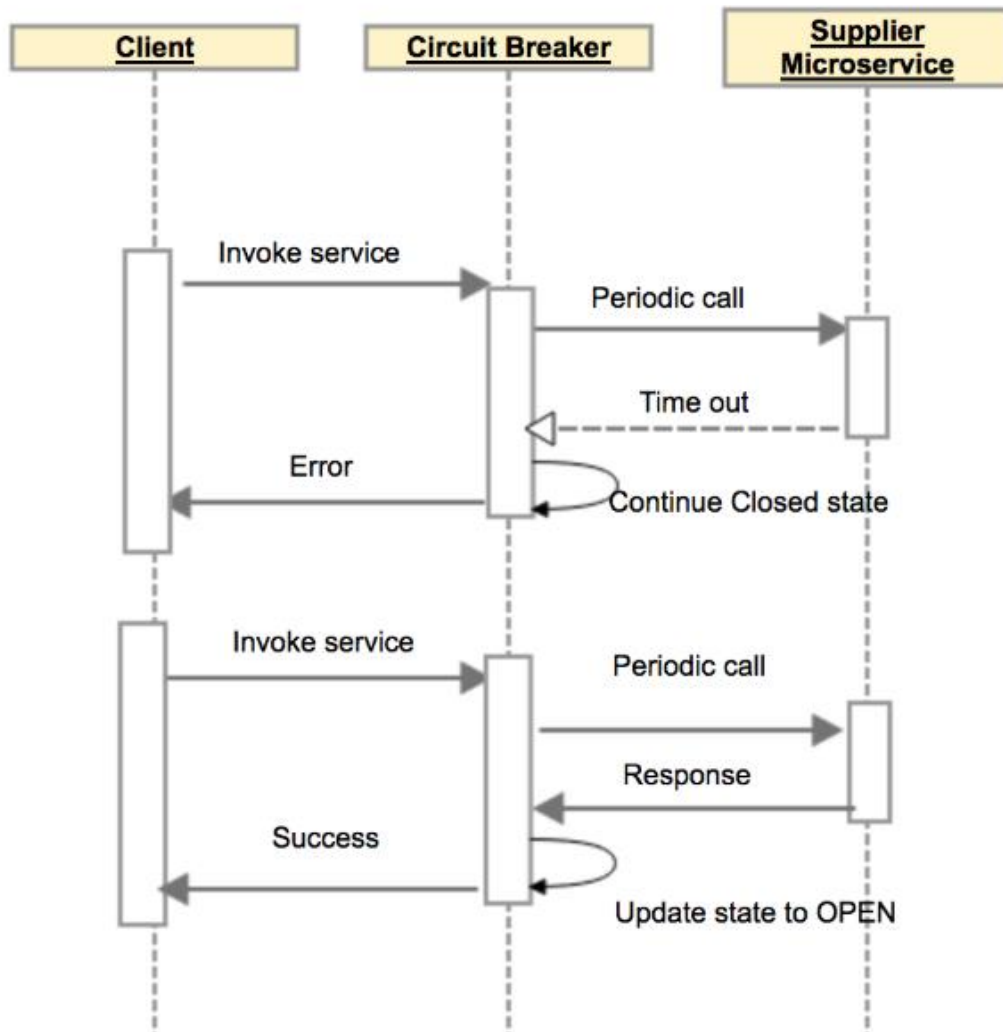 Client
Circuit Breaker
Supplier
Microservice
Invoke service
Periodic call
Time out
Error
Continue Closed state
Invoke service
Periodic call
Response
Success
Update state to OPEN